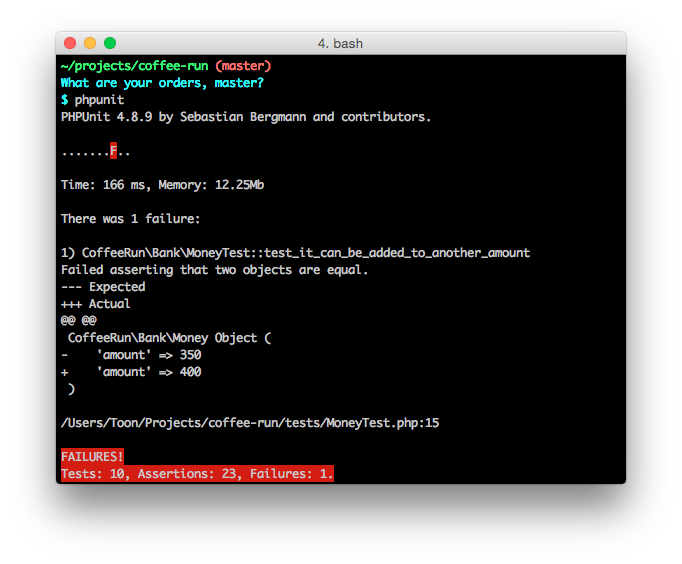 4. bash
~/projects/coffee-run (master)
What are your orders, master?
$ phpunit
PHPUnit 4.8.9 by Sebastian Bergmann and contributors.
.......F..
Time: 166 ms, Memory: 12.25Mb
There was 1 failure:
1) CoffeeRun\Bank\MoneyTest::test_it_can_be_added_to_another_amount
Failed asserting that two objects are equal.
--- Expected
+++ Actual
@@ @@
 CoffeeRun\Bank\Money Object (
-    'amount' => 350
+    'amount' => 400
 )
/Users/Toon/Projects/coffee-run/tests/MoneyTest.php:15
FAILURES!
Tests: 10, Assertions: 23, Failures: 1.